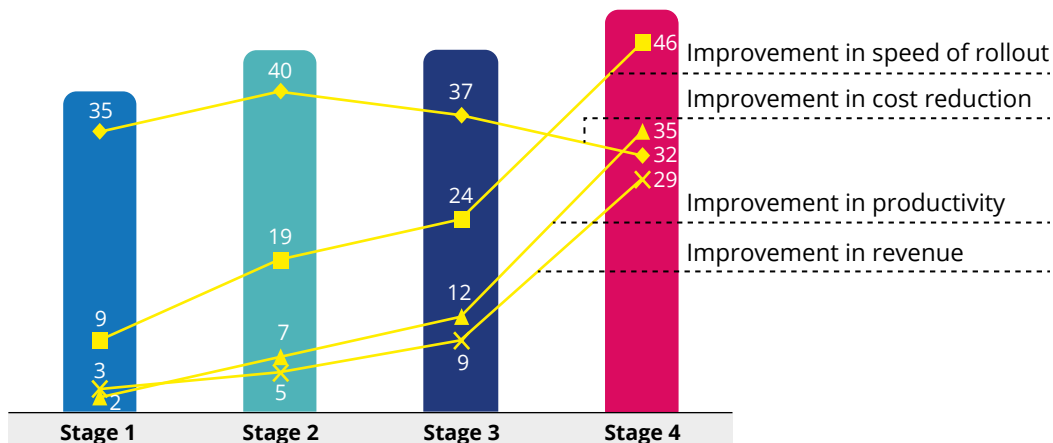 46
Improvement in speed of rollout
40
Improvement in cost reduction
35
37
35
32
29
24
Improvement in productivity
19
Improvement in revenue
12
9
7
9
3
5
2
Stage 1
Stage 2
Stage 3
Stage 4